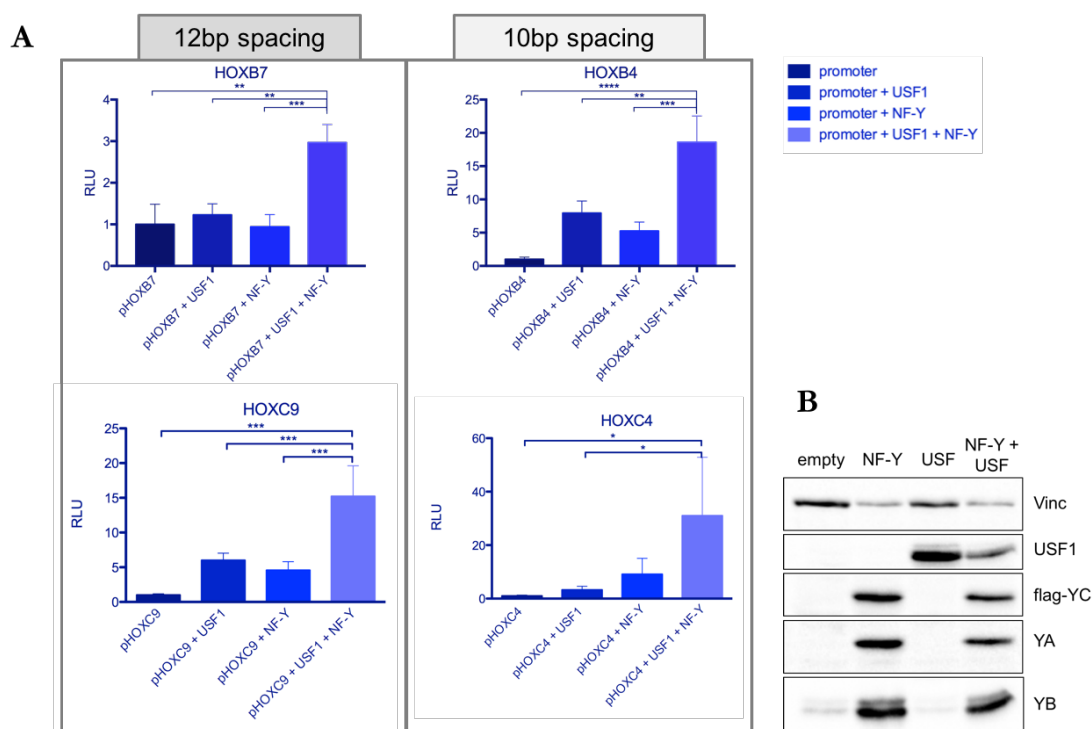 A
12bp spacing
10bp spacing
HOXB7
**
**
***
RLU
4
3
2
1
0
pHOXB7
pHOXB7 + USF1
pHOXB7 + NF-Y
pHOXB7 + USF1 + NF-Y
HOXB4
****
**
***
RLU
25
20
15
10
5
0
pHOXB4
pHOXB4 + USF1
pHOXB4 + NF-Y
pHOXB4 + USF1 + NF-Y
promoter
promoter + USF1
promoter + NF-Y
promoter + USF1 + NF-Y
HOXC9
***
***
***
RLU
25
20
15
10
5
0
pHOXC9
pHOXC9 + USF1
pHOXC9 + NF-Y
pHOXC9 + USF1 + NF-Y
HOXC4
*
*
RLU
60
40
20
0
pHOXC4
pHOXC4 + USF1
pHOXC4 + NF-Y
pHOXC4 + USF1 + NF-Y
B
empty NF-Y USF NF-Y + USF
Vinc
USF1
flag-YC
YA
YB